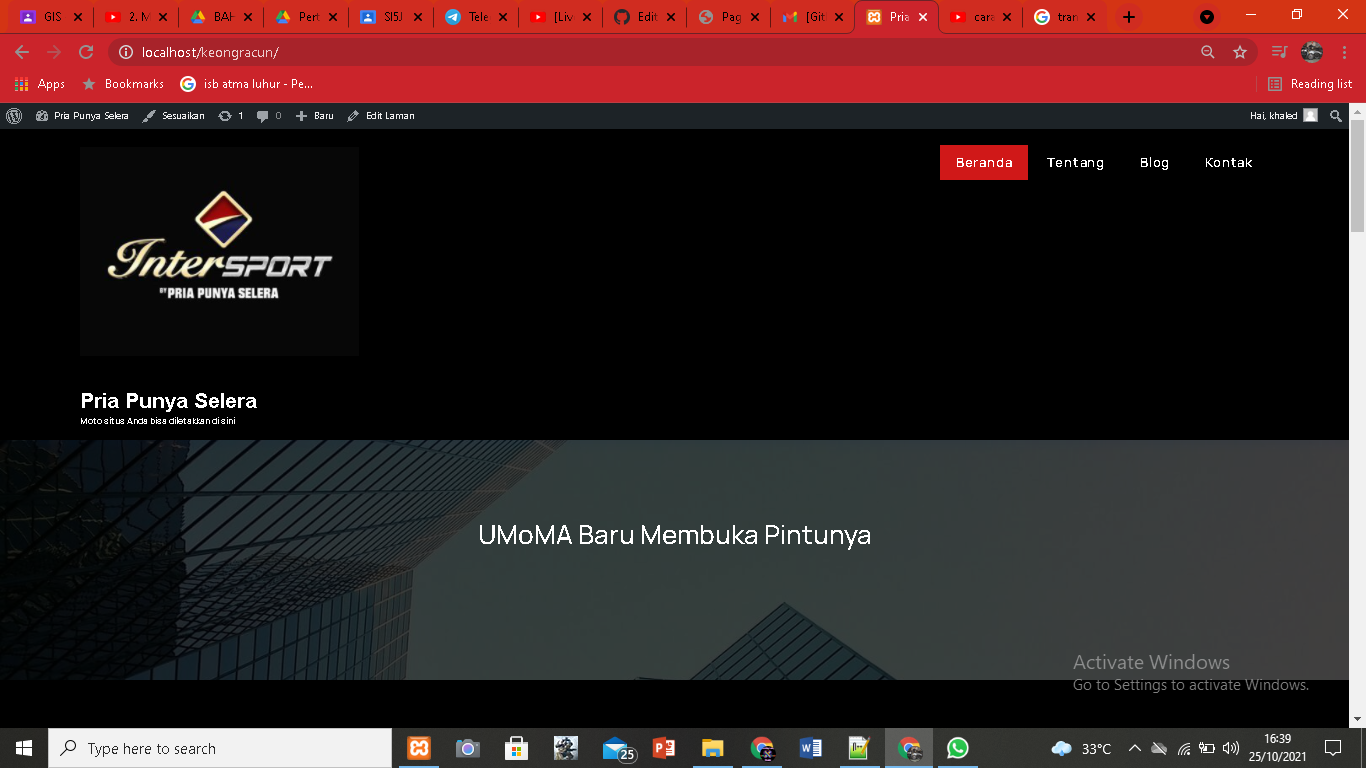 GIS
2. M
BAH
Pert
SI5J
Tele
[Liv
Edit
Pag
[Git
Pria
cara
tran
localhost/keongracun/
Apps
Bookmarks
isb atma luhur - Pe...
Reading list
Pria Punya Selera
Sesuaikan
1
0
Baru
Edit Laman
Hai, khaled
Beranda
Tentang
Blog
Kontak
InterSPORT
BY PRIA PUNYA SELERA
Pria Punya Selera
Moto situs Anda bisa diletakkan di sini
UMoMA Baru Membuka Pintunya
Activate Windows
Go to Settings to activate Windows.
Type here to search
25
33°C
16:39
25/10/2021